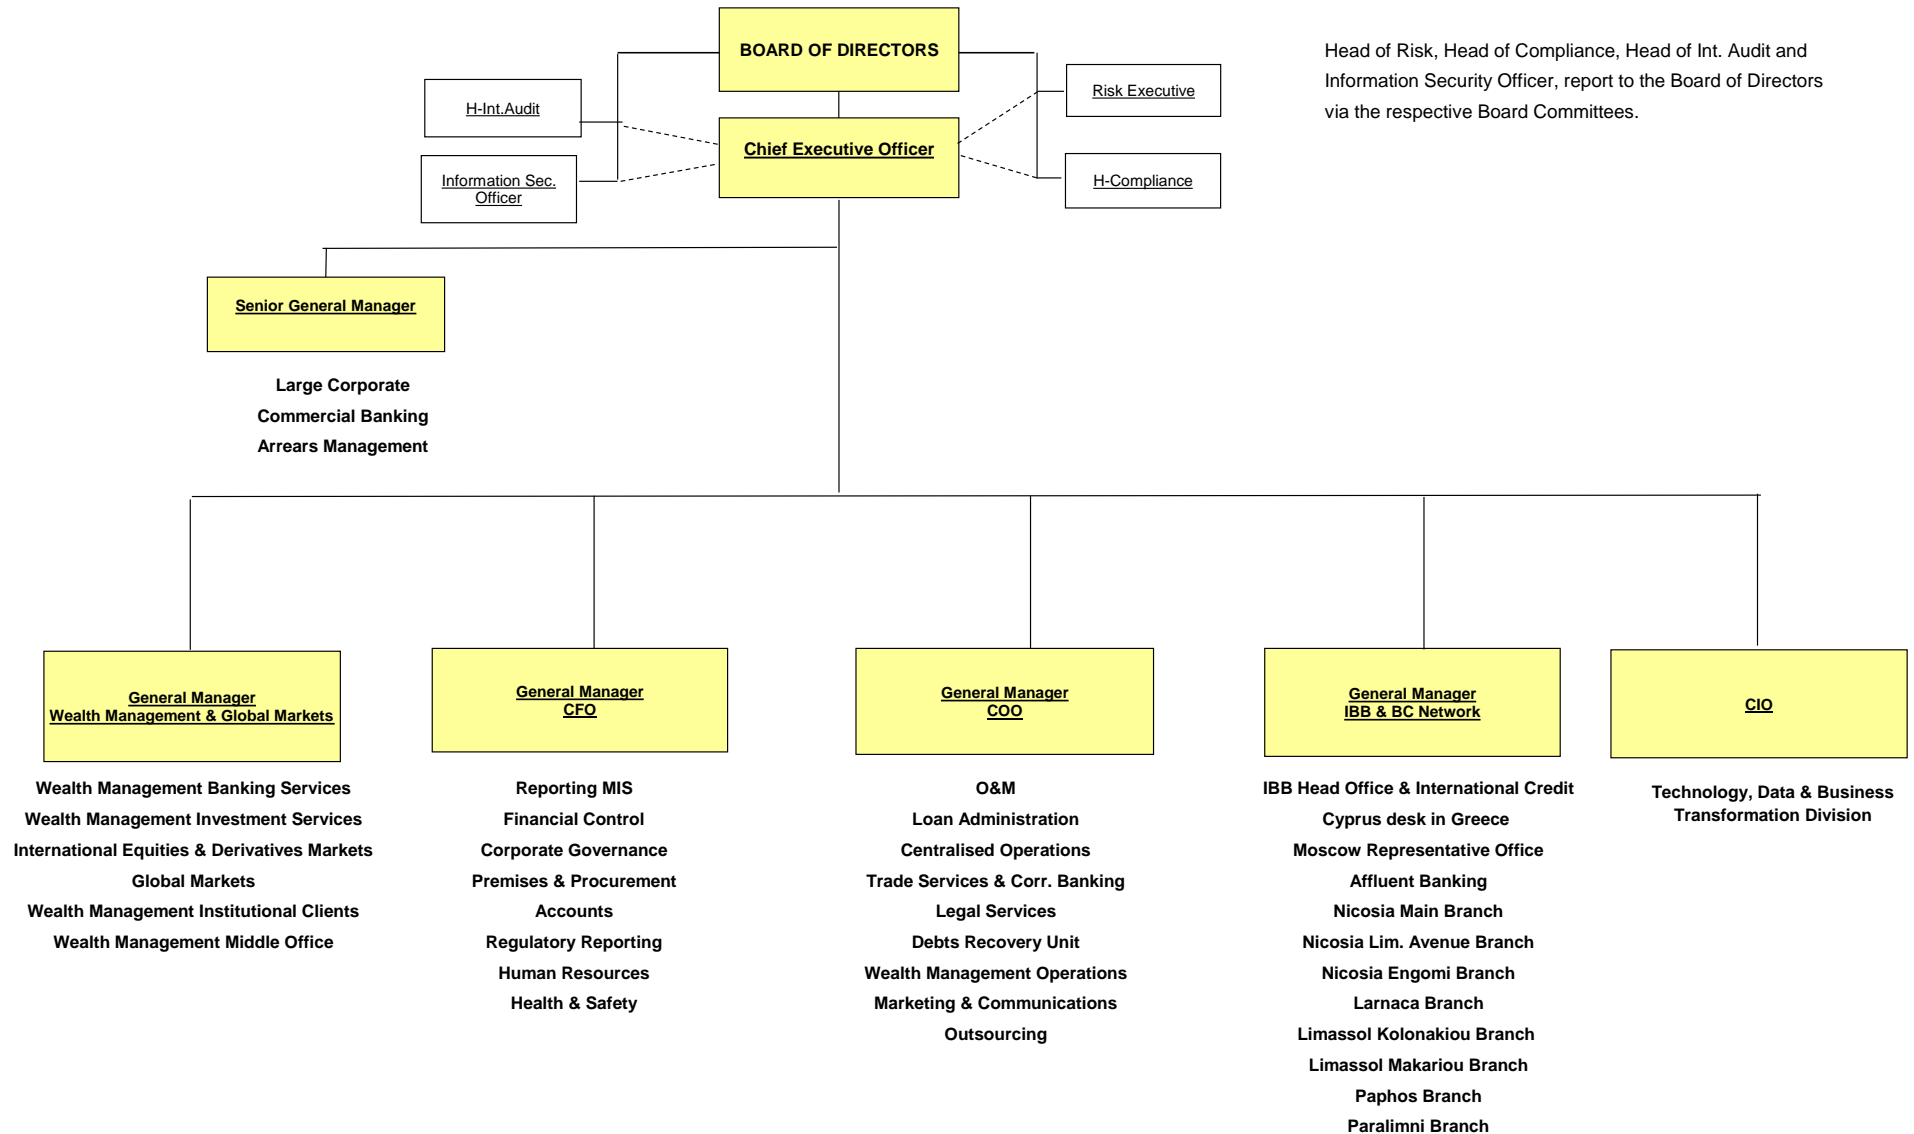 BOARD OF DIRECTORS
Head of Risk, Head of Compliance, Head of Int. Audit and
Information Security Officer, report to the Board of Directors
via the respective Board Committees.
H-Int.Audit
Risk Executive
Chief Executive Officer
Information Sec.
Officer
H-Compliance
Senior General Manager
Large Corporate
Commercial Banking
Arrears Management
General Manager
Wealth Management & Global Markets
Wealth Management Banking Services
Wealth Management Investment Services
International Equities & Derivatives Markets
Global Markets
Wealth Management Institutional Clients
Wealth Management Middle Office
General Manager
CFO
Reporting MIS
Financial Control
Corporate Governance
Premises & Procurement
Accounts
Regulatory Reporting
Human Resources
Health & Safety
General Manager
COO
O&M
Loan Administration
Centralised Operations
Trade Services & Corr. Banking
Legal Services
Debts Recovery Unit
Wealth Management Operations
Marketing & Communications
Outsourcing
General Manager
IBB & BC Network
IBB Head Office & International Credit
Cyprus desk in Greece
Moscow Representative Office
Affluent Banking
Nicosia Main Branch
Nicosia Lim. Avenue Branch
Nicosia Engomi Branch
Larnaca Branch
Limassol Kolonakiou Branch
Limassol Makariou Branch
Paphos Branch
Paralimni Branch
CIO
Technology, Data & Business
Transformation Division